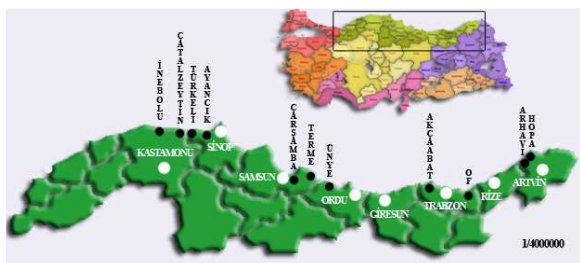 İNEBOLU
ÇATALZEYTİN
TÜRKELİ
AYANCIK
KASTAMONU
SİNOP
SAMSUN
ÇARŞAMBA
TERME
ÜNYE
ORDU
GİRESUN
AKÇAABAT
TRABZON
OF
RİZE
ARHAVİ
HOPA
ARTVİN
1/4000000